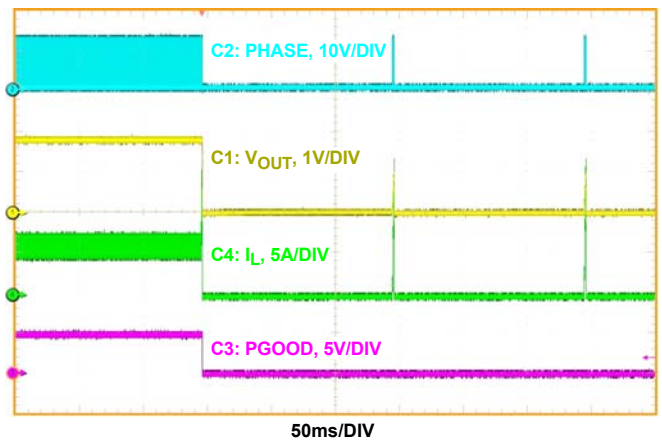 C2: PHASE, 10V/DIV
C1: VOUT, 1V/DIV
C4: IL, 5A/DIV
C3: PGOOD, 5V/DIV
50ms/DIV